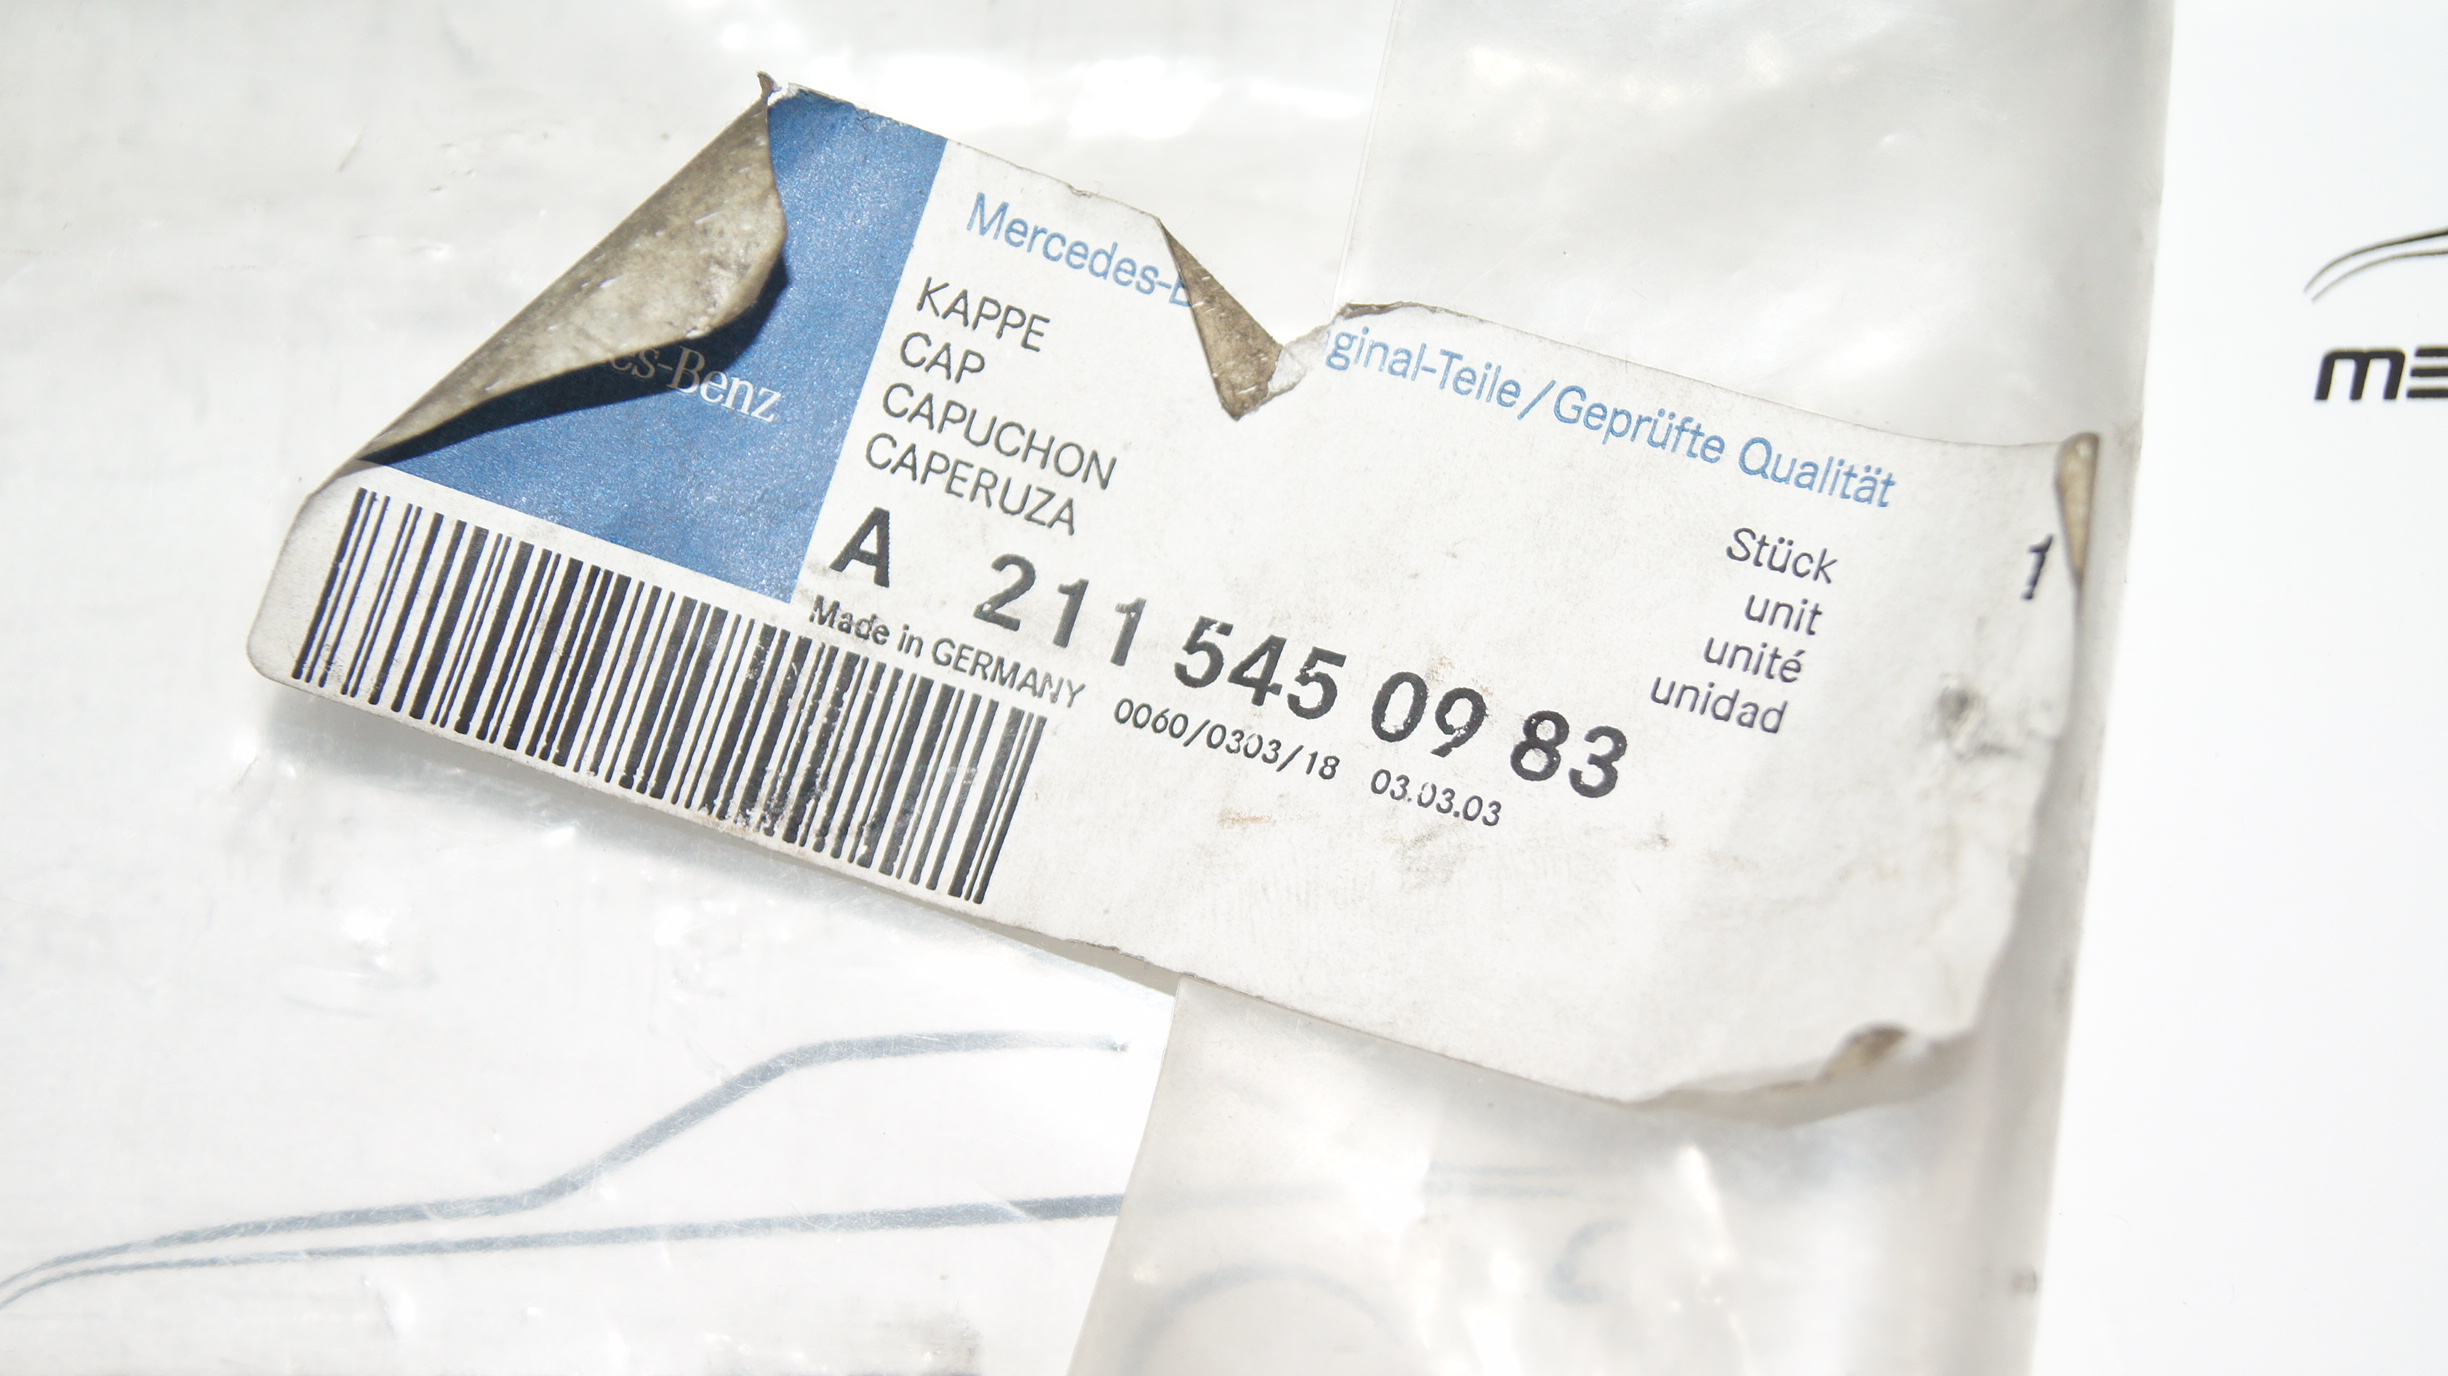 Mercedes-B
ginal-Teile/Geprüfte Qualität
es-Benz
KAPPE
CAP
CAPUCHON
CAPERUZA
Stück 1
unit
unité
unidad
A 211 545 09 83
Made in GERMANY 0060/0303/18 03.03.03